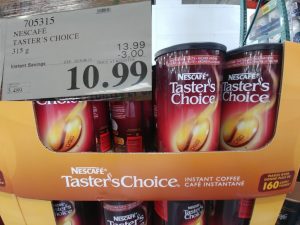 705315
NESCAFE
TASTER'S CHOICE
315 g
13.99
Instant Savings
-3.00
10.99
NESCAFÉ
Taster's
Choice
NESCAFÉ
Taster's
Choice
NESCAFÉ
Taster'sChoice
INSTANT COFFEE
CAFÉ INSTANTANÉ
160